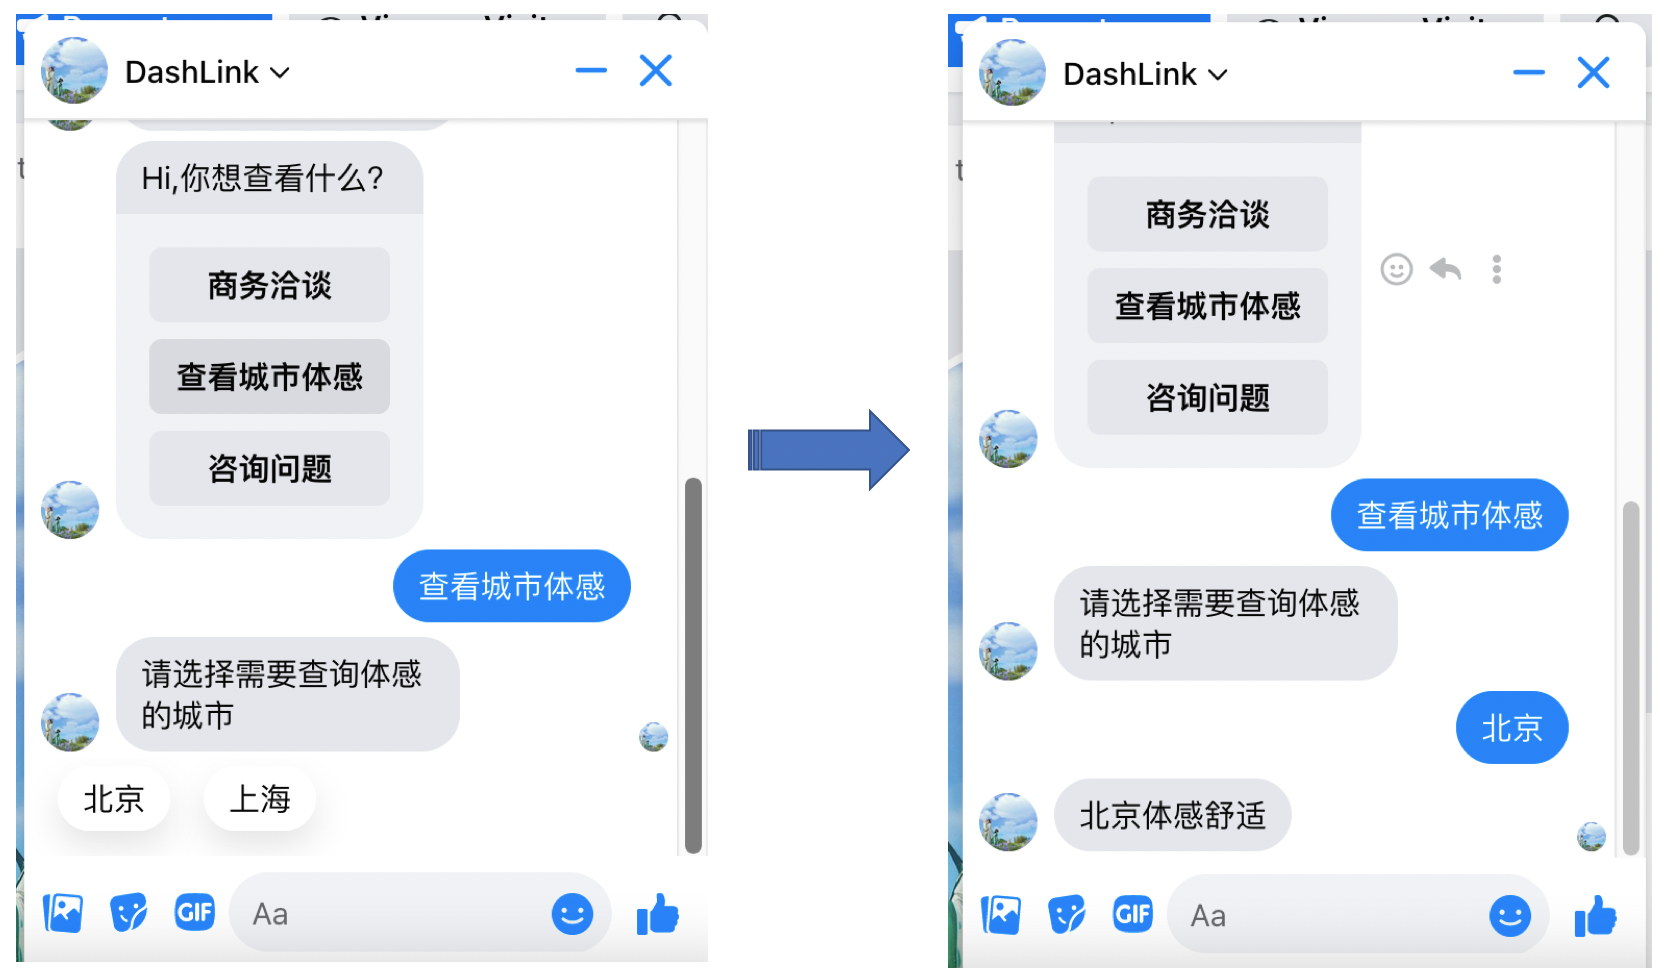 DashLink
Hi,你想查看什么?
商务洽谈
查看城市体感
咨询问题
查看城市体感
请选择需要查询体感
的城市
北京
上海
GIF
Aa
DashLink
商务洽谈
查看城市体感
咨询问题
查看城市体感
请选择需要查询体感
的城市
北京
北京体感舒适
GIF
Aa